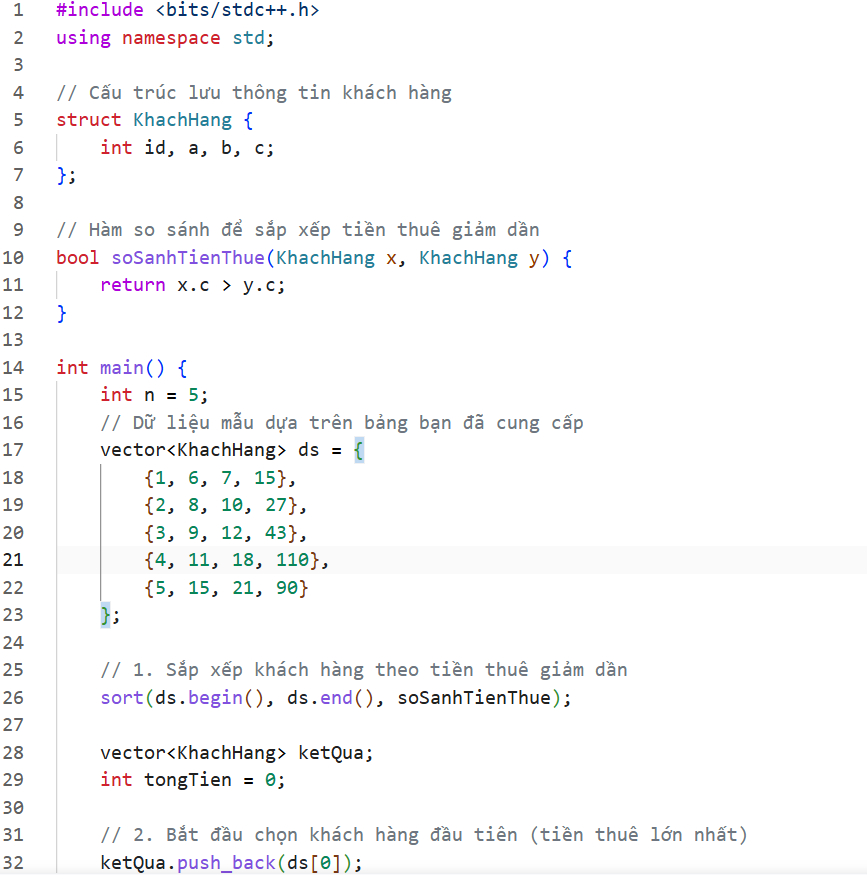 1 #include <bits/stdc++.h>
2 using namespace std;
3
4 // Cấu trúc lưu thông tin khách hàng
5 struct KhachHang {
6     int id, a, b, c;
7 };
8
9 // Hàm so sánh để sắp xếp tiền thuê giảm dần
10 bool soSanhTienThue(KhachHang x, KhachHang y) {
11     return x.c > y.c;
12 }
13
14 int main() {
15     int n = 5;
16     // Dữ liệu mẫu dựa trên bảng bạn đã cung cấp
17     vector<KhachHang> ds = {
18         {1, 6, 7, 15},
19         {2, 8, 10, 27},
20         {3, 9, 12, 43},
21         {4, 11, 18, 110},
22         {5, 15, 21, 90}
23     };
24
25     // 1. Sắp xếp khách hàng theo tiền thuê giảm dần
26     sort(ds.begin(), ds.end(), soSanhTienThue);
27
28     vector<KhachHang> ketQua;
29     int tongTien = 0;
30
31     // 2. Bắt đầu chọn khách hàng đầu tiên (tiền thuê lớn nhất)
32     ketQua.push_back(ds[0]);